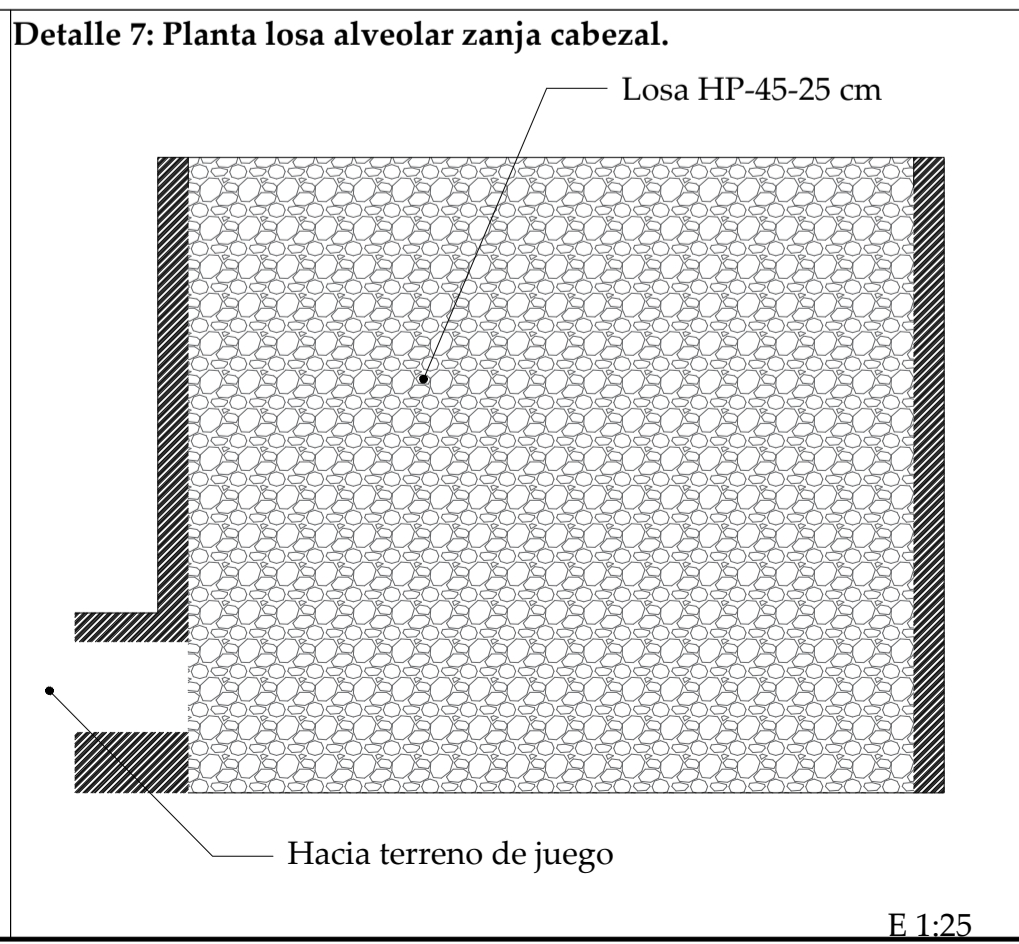 Detalle 7: Planta losa alveolar zanja cabezal.
Losa HP-45-25 cm
Hacia terreno de juego
E 1:25